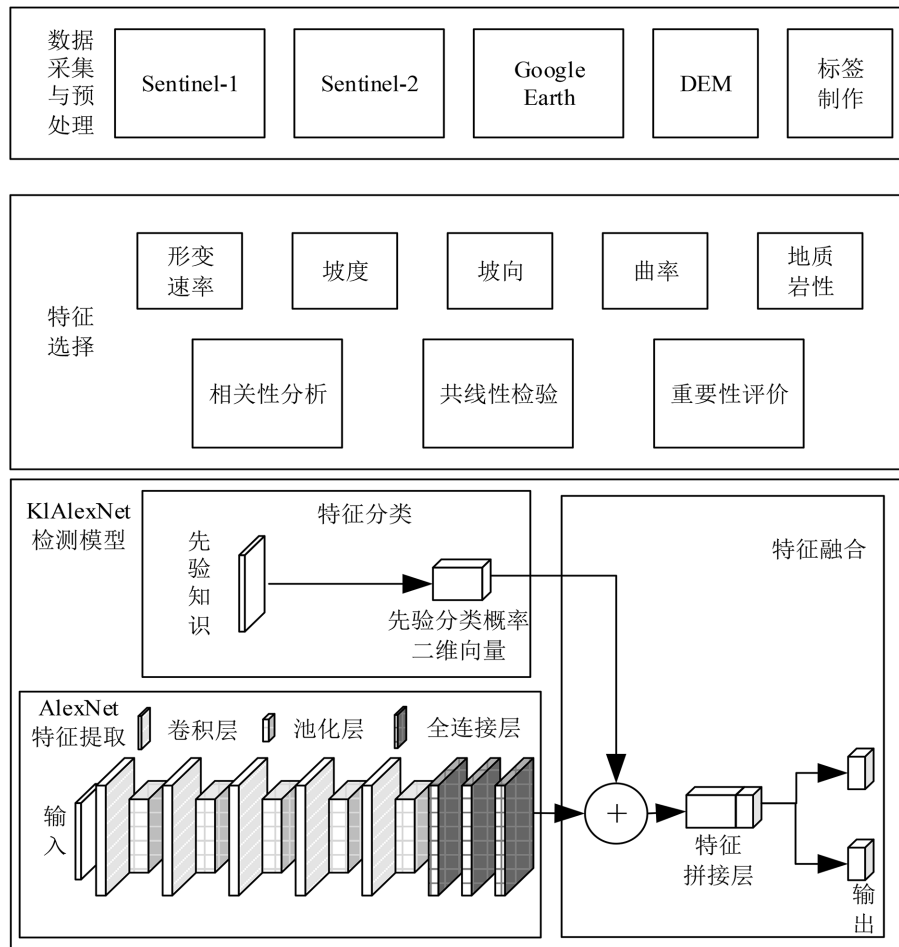 数据
采集
与预
处理
Sentinel-1
Sentinel-2
Google
Earth
DEM
标签
制作
特征
选择
形变
速率
坡度
坡向
曲率
地质
岩性
相关性分析
共线性检验
重要性评价
KlAlexNet
检测模型
特征分类
先
验
知
识
先验分类概率
二维向量
特征融合
AlexNet
特征提取
卷积层
池化层
全连接层
输
入
+
特征
拼接层
输
出